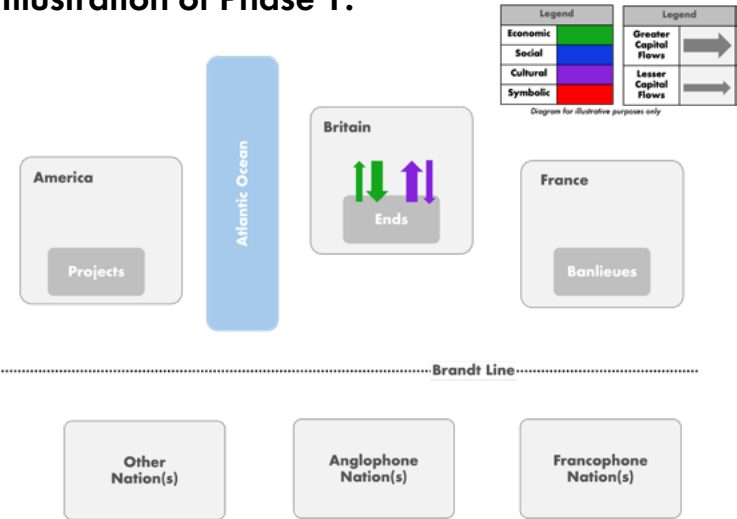 Illustration of Phase 1:
Legend
Economic
Social
Cultural
Symbolic
Legend
Greater
Capital
Flows
Lesser
Capital
Flows
Diagram for illustrative purposes only
America
Projects
Atlantic Ocean
Britain
Ends
France
Banlieues
Brandt Line
Other
Nation(s)
Anglophone
Nation(s)
Francophone
Nation(s)